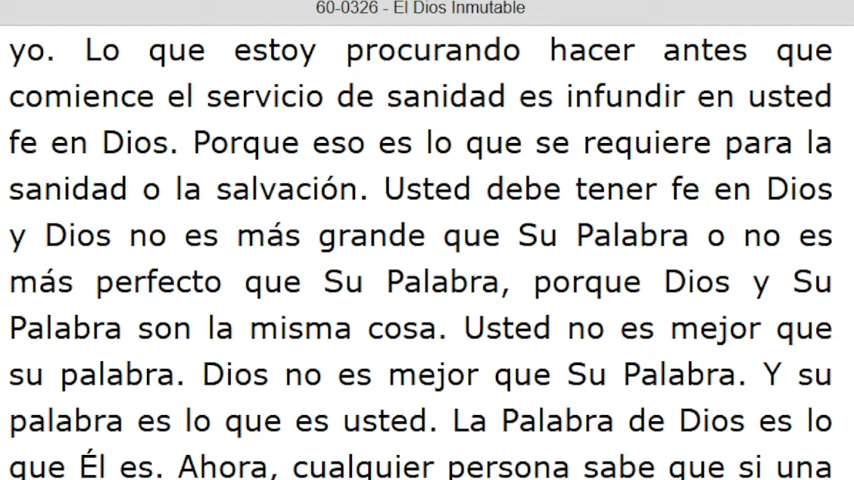 60-0326 - El Dios Inmutable
yo. Lo que estoy procurando hacer antes que
comience el servicio de sanidad es infundir en usted
fe en Dios. Porque eso es lo que se requiere para la
sanidad o la salvación. Usted debe tener fe en Dios
y Dios no es más grande que Su Palabra o no es
más perfecto que Su Palabra, porque Dios y Su
Palabra son la misma cosa. Usted no es mejor que
su palabra. Dios no es mejor que Su Palabra. Y su
palabra es lo que es usted. La Palabra de Dios es lo
que Él es. Ahora, cualquier persona sabe que si una